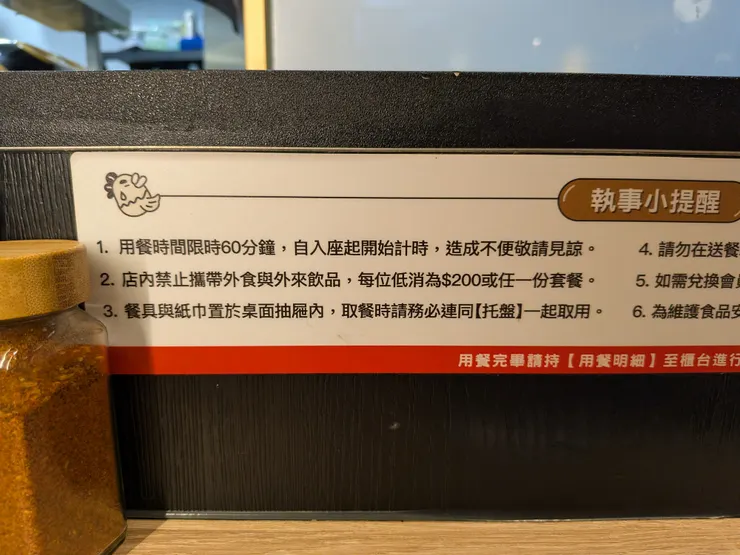 執事小提醒
1. 用餐時間限時60分鐘，自入座起開始計時，造成不便敬請見諒。
2. 店內禁止攜帶外食與外來飲品，每位低消為$200或任一份套餐。
3. 餐具與紙巾置於桌面抽屜內，取餐時請務必連同【托盤】一起取用。
4. 請勿在送餐
5. 如需兌換會員
6. 為維護食品安
用餐完畢請持【用餐明細】至櫃台進行